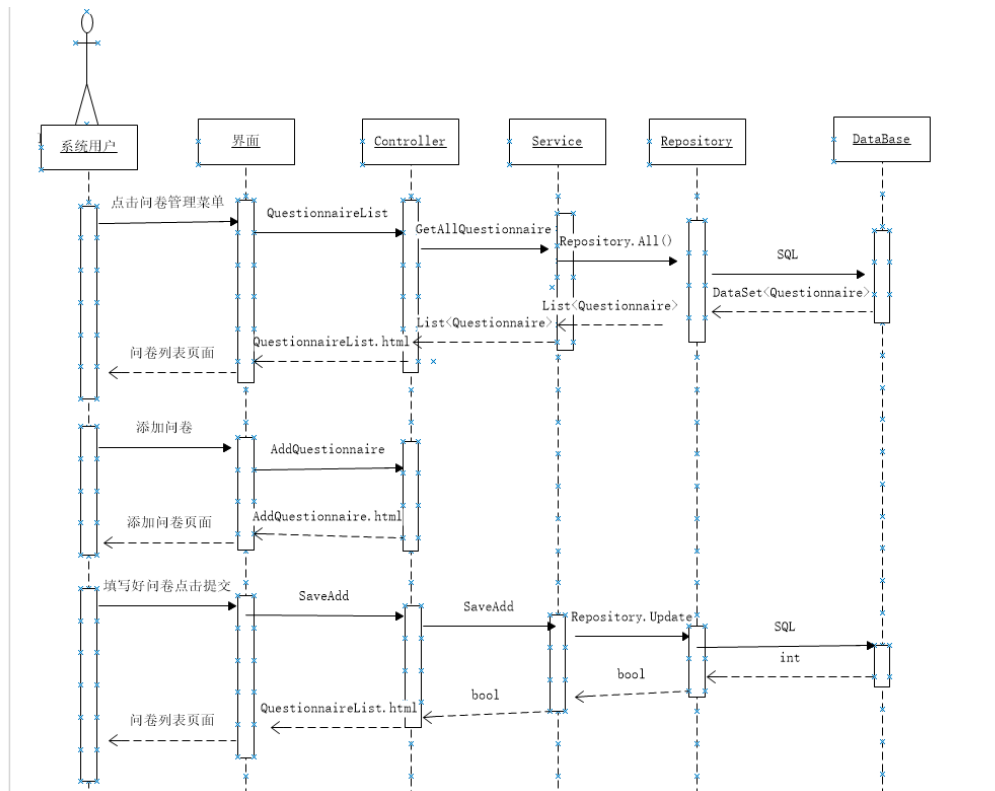 系统用户
界面
Controller
Service
Repository
DataBase
点击问卷管理菜单
QuestionnaireList
GetAllQuestionnaire
Repository.All()
SQL
DataSet<Questionnaire>
List<Questionnaire>
List<Questionnaire>
QuestionnaireList.html
问卷列表页面
添加问卷
AddQuestionnaire
AddQuestionnaire.html
添加问卷页面
填写好问卷点击提交
SaveAdd
SaveAdd
Repository.Update
SQL
int
bool
bool
QuestionnaireList.html
问卷列表页面